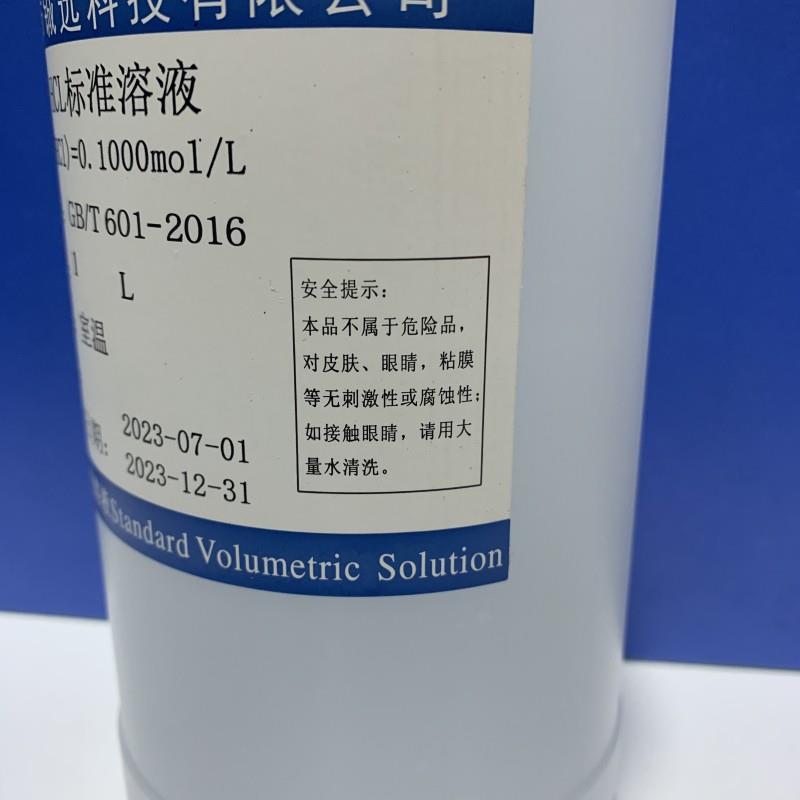 远科技有限公司
HCL标准溶液
=0.1000mol/L
GB/T 601-2016
1 L
室温
2023-07-01
期: 2023-12-31
安全提示:
本品不属于危险品,
对皮肤、眼睛，粘膜
等无刺激性或腐蚀性;
如接触眼睛，请用大
量水清洗。
Standard Volumetric Solution